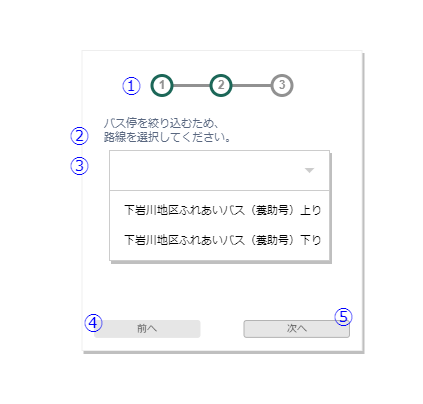 ① 1 2 3
バス停を絞り込むため、
② 路線を選択してください。
③
下岩川地区ふれあいバス（養助号）上り
下岩川地区ふれあいバス（養助号）下り
④ 前へ 次へ ⑤